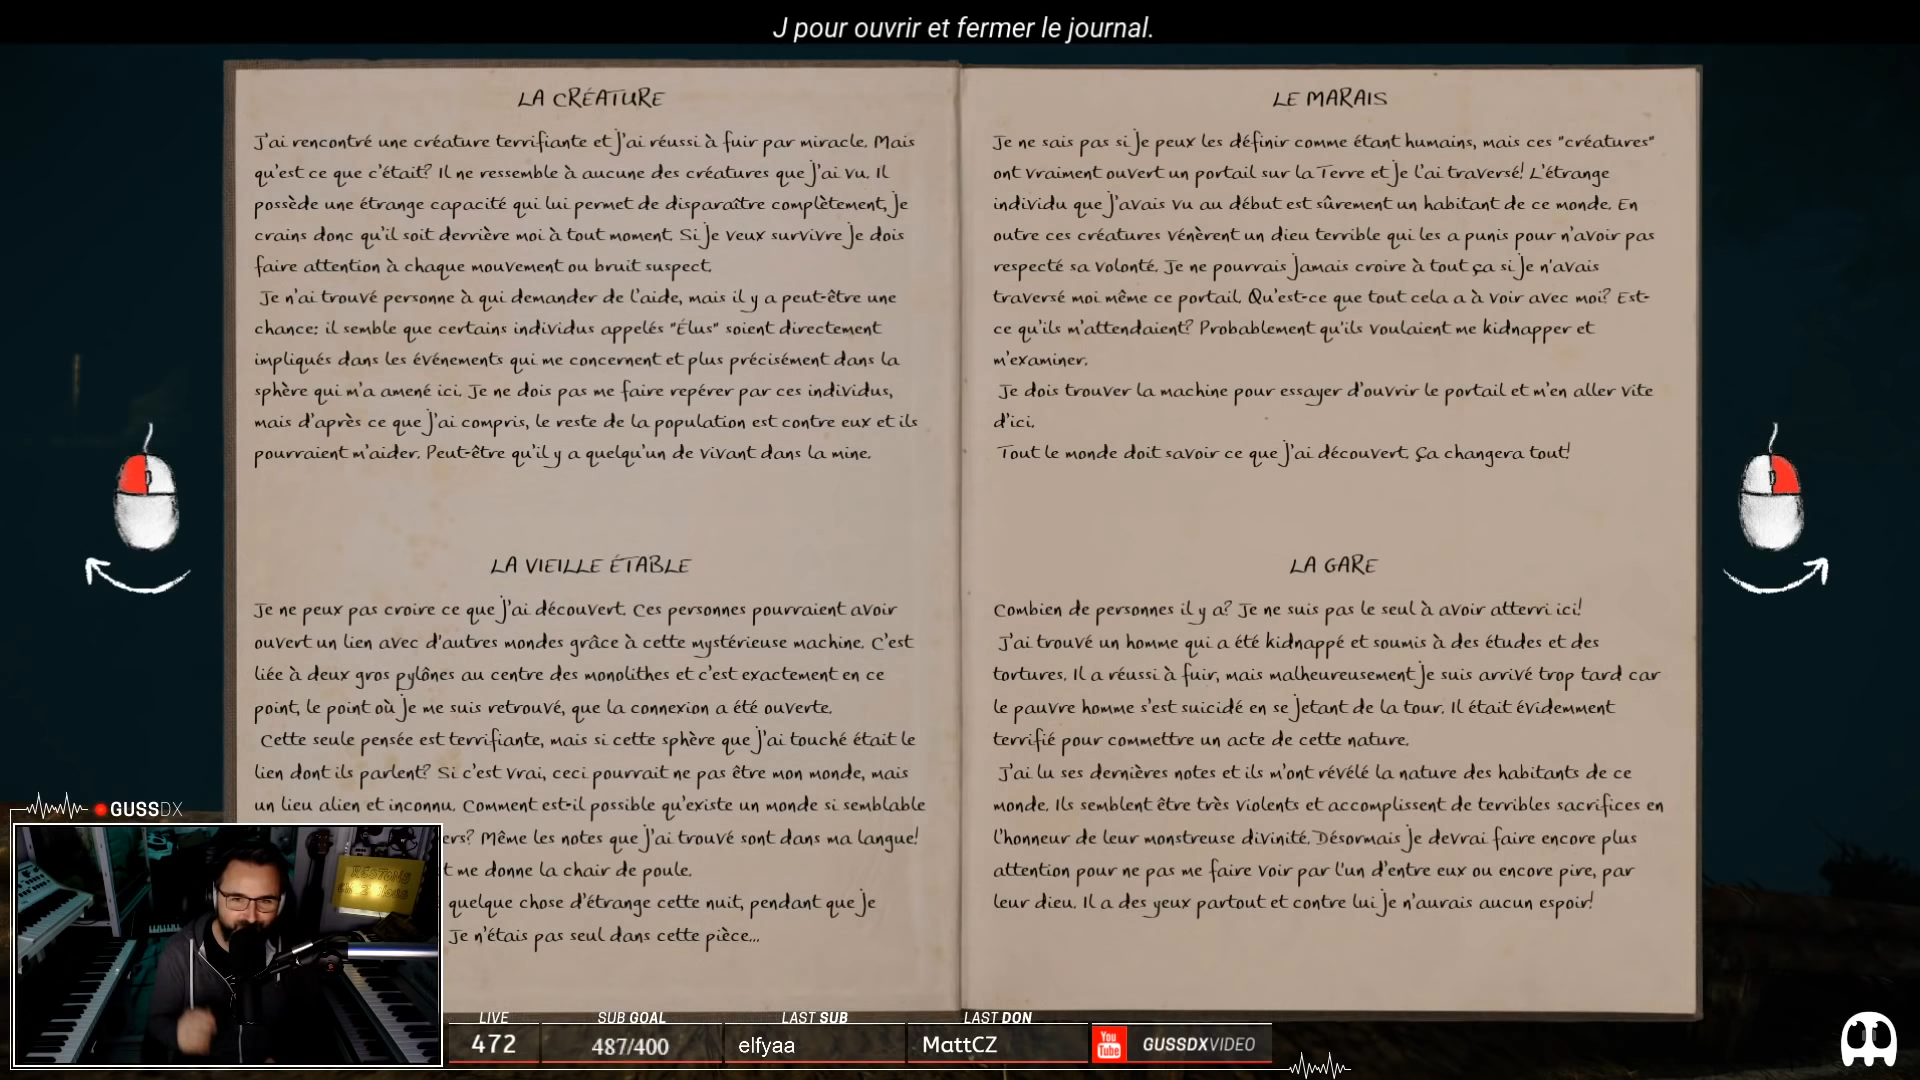 J pour ouvrir et fermer le journal.
LA CRÉATURE
J'ai rencontré une créature terrifiante et j'ai réussi à fuir par miracle. Mais
qu'est ce que c'était? Il ne ressemble à aucune des créatures que j'ai vu. Il
possède une étrange capacité qui lui permet de disparaître complètement, je
crains donc qu'il soit derrière moi à tout moment. Si je veux survivre je dois
faire attention à chaque mouvement ou bruit suspect.
Je n'ai trouvé personne à qui demander de l'aide, mais il y a peut-être une
chance: il semble que certains individus appelés "Élus" soient directement
impliqués dans les événements qui me concernent et plus précisément dans la
sphère qui m'a amené ici. Je ne dois pas me faire repérer par ces individus,
mais d'après ce que j'ai compris, le reste de la population est contre eux et ils
pourraient m'aider. Peut-être qu'il y a quelqu'un de vivant dans la mine.
LA VIEILLE ÉTABLE
Je ne peux pas croire ce que j'ai découvert. Ces personnes pourraient avoir
ouvert un lien avec d'autres mondes grâce à cette mystérieuse machine. C'est
liée à deux gros pylônes au centre des monolithes et c'est exactement en ce
point, le point où je me suis retrouvé, que la connexion a été ouverte.
Cette seule pensée est terrifiante, mais si cette sphère que j'ai touché était le
lien dont ils parlent? Si c'est vrai, ceci pourrait ne pas être mon monde, mais
un lieu alien et inconnu. Comment est-il possible qu'existe un monde si semblable
ers? Même les notes que j'ai trouvé sont dans ma langue!
t me donne la chair de poule.
quelque chose d'étrange cette nuit, pendant que je
Je n'étais pas seul dans cette pièce...
LE MARAIS
Je ne sais pas si je peux les définir comme étant humains, mais ces "créatures"
ont vraiment ouvert un portail sur la Terre et je l'ai traversé! L'étrange
individu que j'avais vu au début est sûrement un habitant de ce monde. En
outre ces créatures vénèrent un dieu terrible qui les a punis pour n'avoir pas
respecté sa volonté. Je ne pourrais jamais croire à tout ça si je n'avais
traversé moi même ce portail. Qu'est-ce que tout cela a à voir avec moi? Est-
ce qu'ils m'attendaient? Probablement qu'ils voulaient me kidnapper et
m'examiner.
Je dois trouver la machine pour essayer d'ouvrir le portail et m'en aller vite
d'ici.
Tout le monde doit savoir ce que j'ai découvert. Ça changera tout!
LA GARE
Combien de personnes il y a? Je ne suis pas le seul à avoir atterri ici!
J'ai trouvé un homme qui a été kidnappé et soumis à des études et des
tortures. Il a réussi à fuir, mais malheureusement je suis arrivé trop tard car
le pauvre homme s'est suicidé en se jetant de la tour. Il était évidemment
terrifié pour commettre un acte de cette nature.
J'ai lu ses dernières notes et ils m'ont révélé la nature des habitants de ce
monde. Ils semblent être très violents et accomplissent de terribles sacrifices en
l'honneur de leur monstreuse divinité. Désormais je devrai faire encore plus
attention pour ne pas me faire voir par l'un d'entre eux ou encore pire, par
leur dieu. Il a des yeux partout et contre lui je n'aurais aucun espoir!
GUSSDX
LIVE
472
SUB GOAL
487/400
LAST SUB
elfyaa
LAST DON
MattCZ
You
Tube
GUSSDXVIDEO